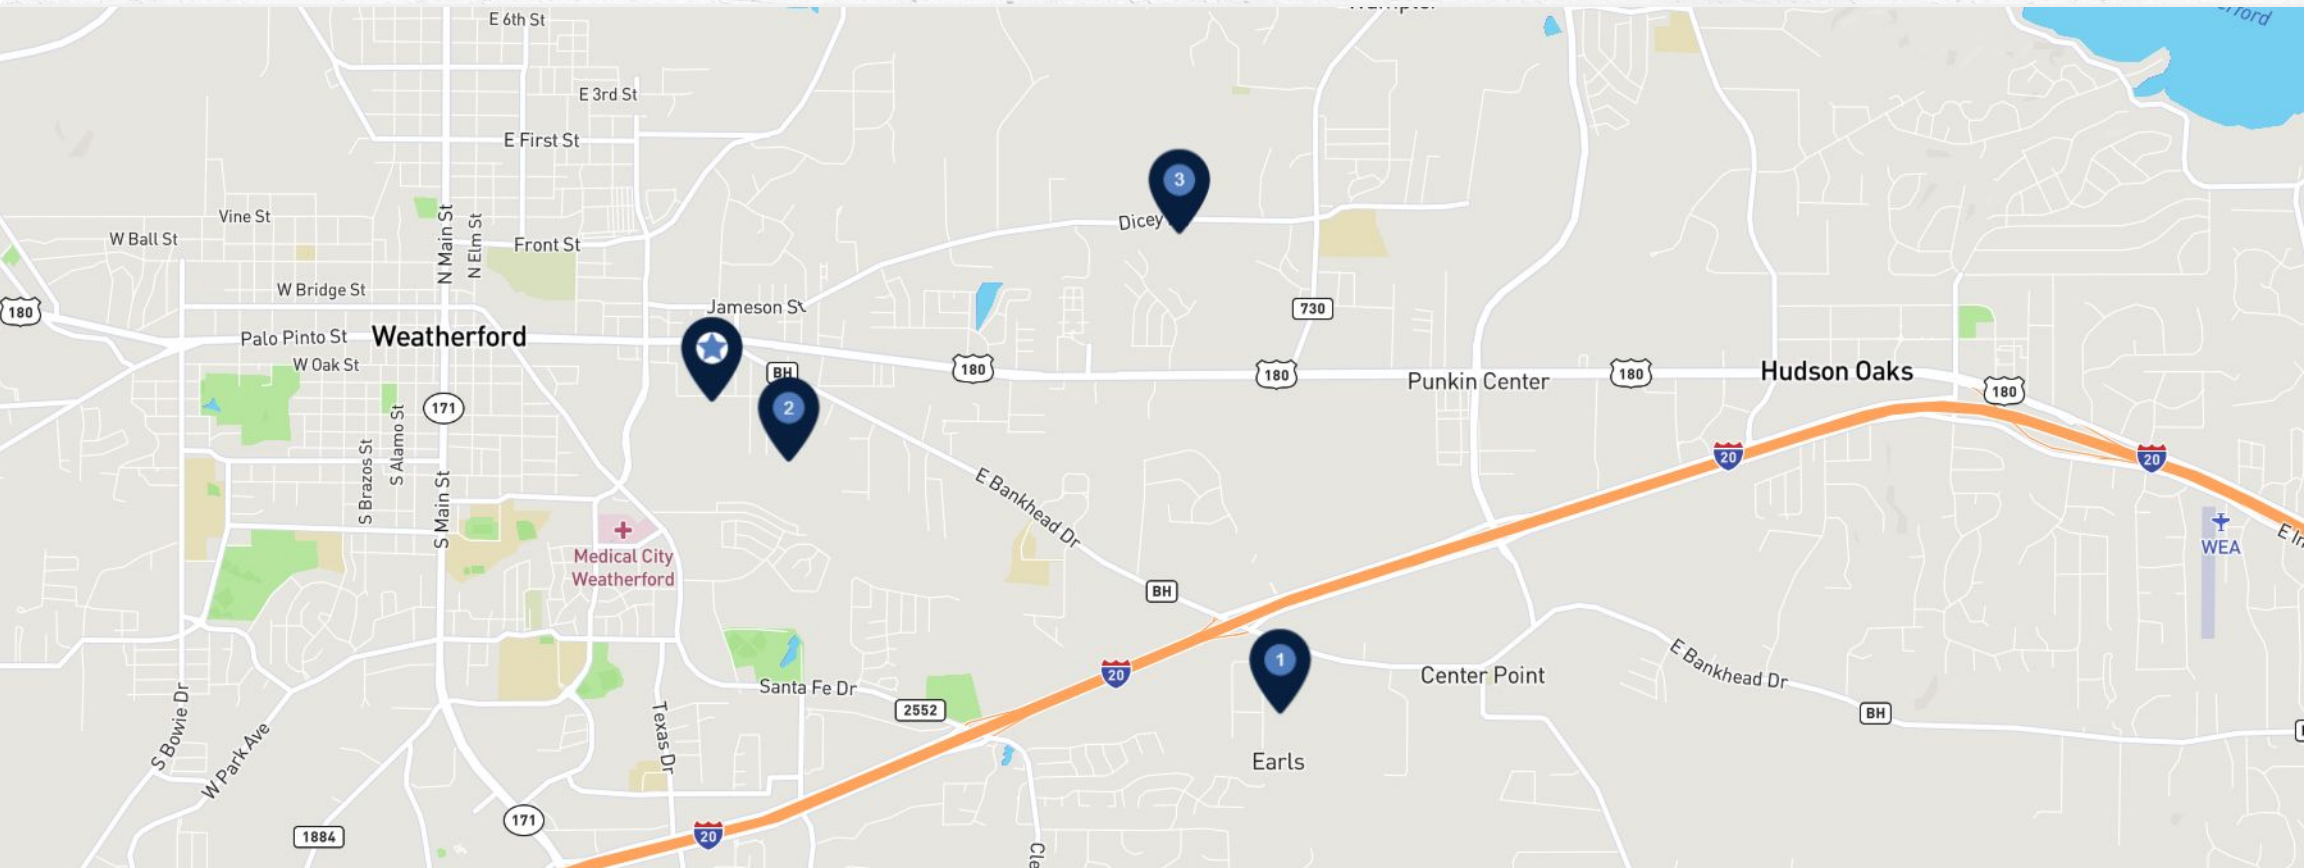 E 6th St
rford
E 3rd St
E First St
3
Vine St
Dicey
W Ball St
N Main St
N Elm St
Front St
W Bridge St
Jameson St
180
730
Palo Pinto St
Weatherford
W Oak St
BH
180
180
Punkin Center
180
Hudson Oaks
180
171
2
S Alamo St
S Brazos St
20
20
S Main St
E Bankhead Dr
WEA
E In
Medical City
Weatherford
BH
1
E Bankhead Dr
20
Center Point
Santa Fe Dr
2552
BH
S Bowie Dr
Texas Dr
W Park Ave
Earls
171
1884
20
Cle